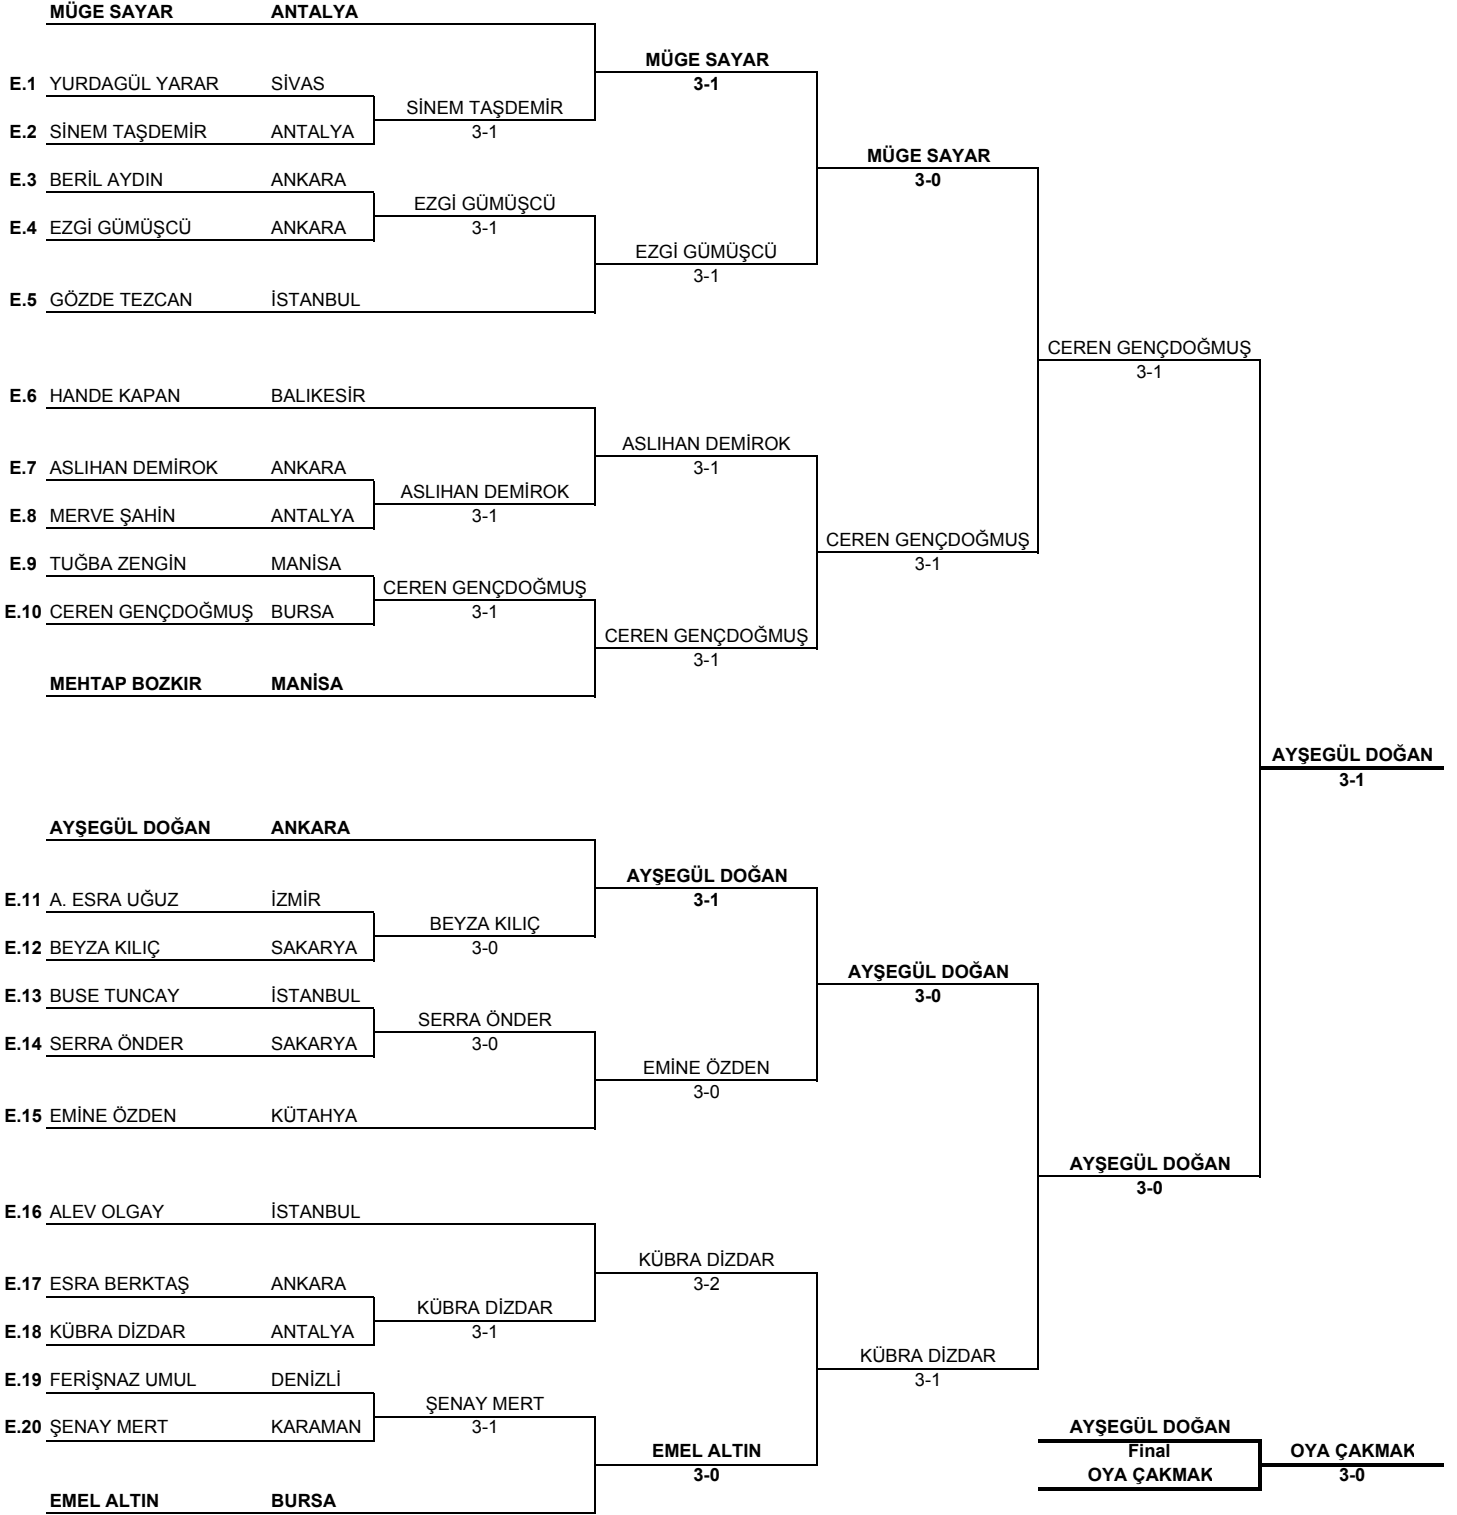 MÜGE SAYAR ANTALYA
MÜGE SAYAR
E.1 YURDAGÜL YARAR SİVAS 3-1
SİNEM TAŞDEMİR
E.2 SİNEM TAŞDEMİR ANTALYA 3-1
MÜGE SAYAR
E.3 BERİL AYDIN ANKARA 3-0
EZGİ GÜMÜŞCÜ
E.4 EZGİ GÜMÜŞCÜ ANKARA 3-1
EZGİ GÜMÜŞCÜ
3-1
E.5 GÖZDE TEZCAN İSTANBUL
CEREN GENÇDOĞMUŞ
3-1
E.6 HANDE KAPAN BALIKESİR
ASLIHAN DEMİROK
E.7 ASLIHAN DEMİROK ANKARA 3-1
ASLIHAN DEMİROK
E.8 MERVE ŞAHİN ANTALYA 3-1
CEREN GENÇDOĞMUŞ
E.9 TUĞBA ZENGİN MANİSA 3-1
CEREN GENÇDOĞMUŞ
E.10 CEREN GENÇDOĞMUŞ BURSA 3-1
CEREN GENÇDOĞMUŞ
3-1
MEHTAP BOZKIR MANİSA
AYŞEGÜL DOĞAN
3-1
AYŞEGÜL DOĞAN ANKARA
AYŞEGÜL DOĞAN
E.11 A. ESRA UĞUZ İZMİR 3-1
BEYZA KILIÇ
E.12 BEYZA KILIÇ SAKARYA 3-0
AYŞEGÜL DOĞAN
E.13 BUSE TUNCAY İSTANBUL 3-0
SERRA ÖNDER
E.14 SERRA ÖNDER SAKARYA 3-0
EMİNE ÖZDEN
3-0
E.15 EMİNE ÖZDEN KÜTAHYA
AYŞEGÜL DOĞAN
3-0
E.16 ALEV OLGAY İSTANBUL
KÜBRA DİZDAR
E.17 ESRA BERKTAŞ ANKARA 3-2
KÜBRA DİZDAR
E.18 KÜBRA DİZDAR ANTALYA 3-1
KÜBRA DİZDAR
E.19 FERİŞNAZ UMUL DENİZLİ 3-1
ŞENAY MERT
E.20 ŞENAY MERT KARAMAN 3-1 AYŞEGÜL DOĞAN
EMEL ALTIN Final OYA ÇAKMAK
3-0 OYA ÇAKMAK 3-0
EMEL ALTIN BURSA